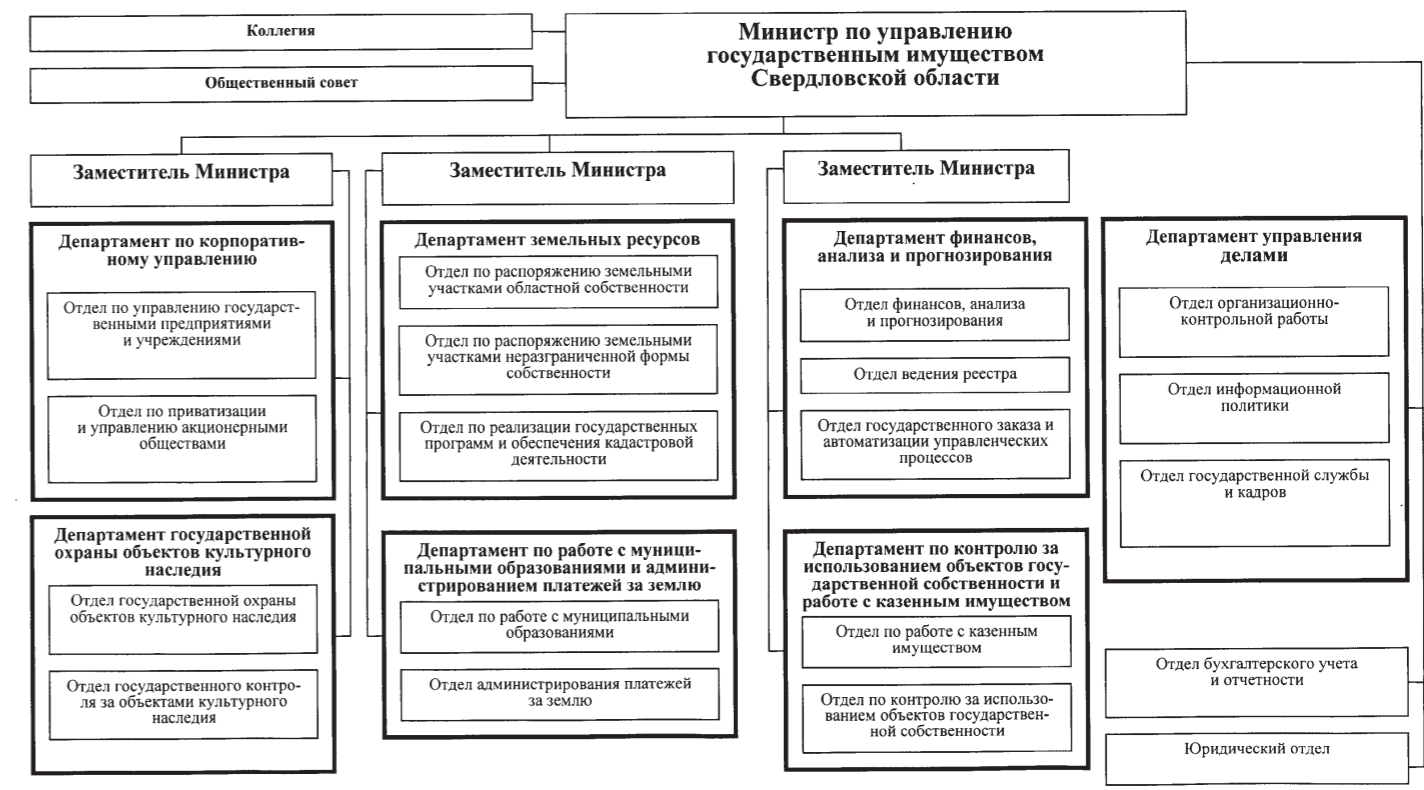 Коллегия
Общественный совет
Министр по управлению
государственным имуществом
Свердловской области
Заместитель Министра
Заместитель Министра
Заместитель Министра
Департамент по корпоратив-
ному управлению
Отдел по управлению государст-
венными предприятиями
и учреждениями
Отдел по приватизации
и управлению акционерными
обществами
Департамент государственной
охраны объектов культурного
наследия
Отдел государственной охраны
объектов культурного наследия
Отдел государственного контро-
ля за объектами культурного
наследия
Департамент земельных ресурсов
Отдел по распоряжению земельными
участками областной собственности
Отдел по распоряжению земельными
участками неразграниченной формы
собственности
Отдел по реализации государственных
программ и обеспечения кадастровой
деятельности
Департамент по работе с муници-
пальными образованиями и админи-
стрированием платежей за землю
Отдел по работе с муниципальными
образованиями
Отдел администрирования платежей
за землю
Департамент финансов,
анализа и прогнозирования
Отдел финансов, анализа
и прогнозирования
Отдел ведения реестра
Отдел государственного заказа и
автоматизации управленческих
процессов
Департамент по контролю за
использованием объектов госу-
дарственной собственности и
работе с казенным имуществом
Отдел по работе с казенным
имуществом
Отдел по контролю за использо-
ванием объектов государствен-
ной собственности
Департамент управления
делами
Отдел организационно-
контрольной работы
Отдел информационной
политики
Отдел государственной службы
и кадров
Отдел бухгалтерского учета
и отчетности
Юридический отдел